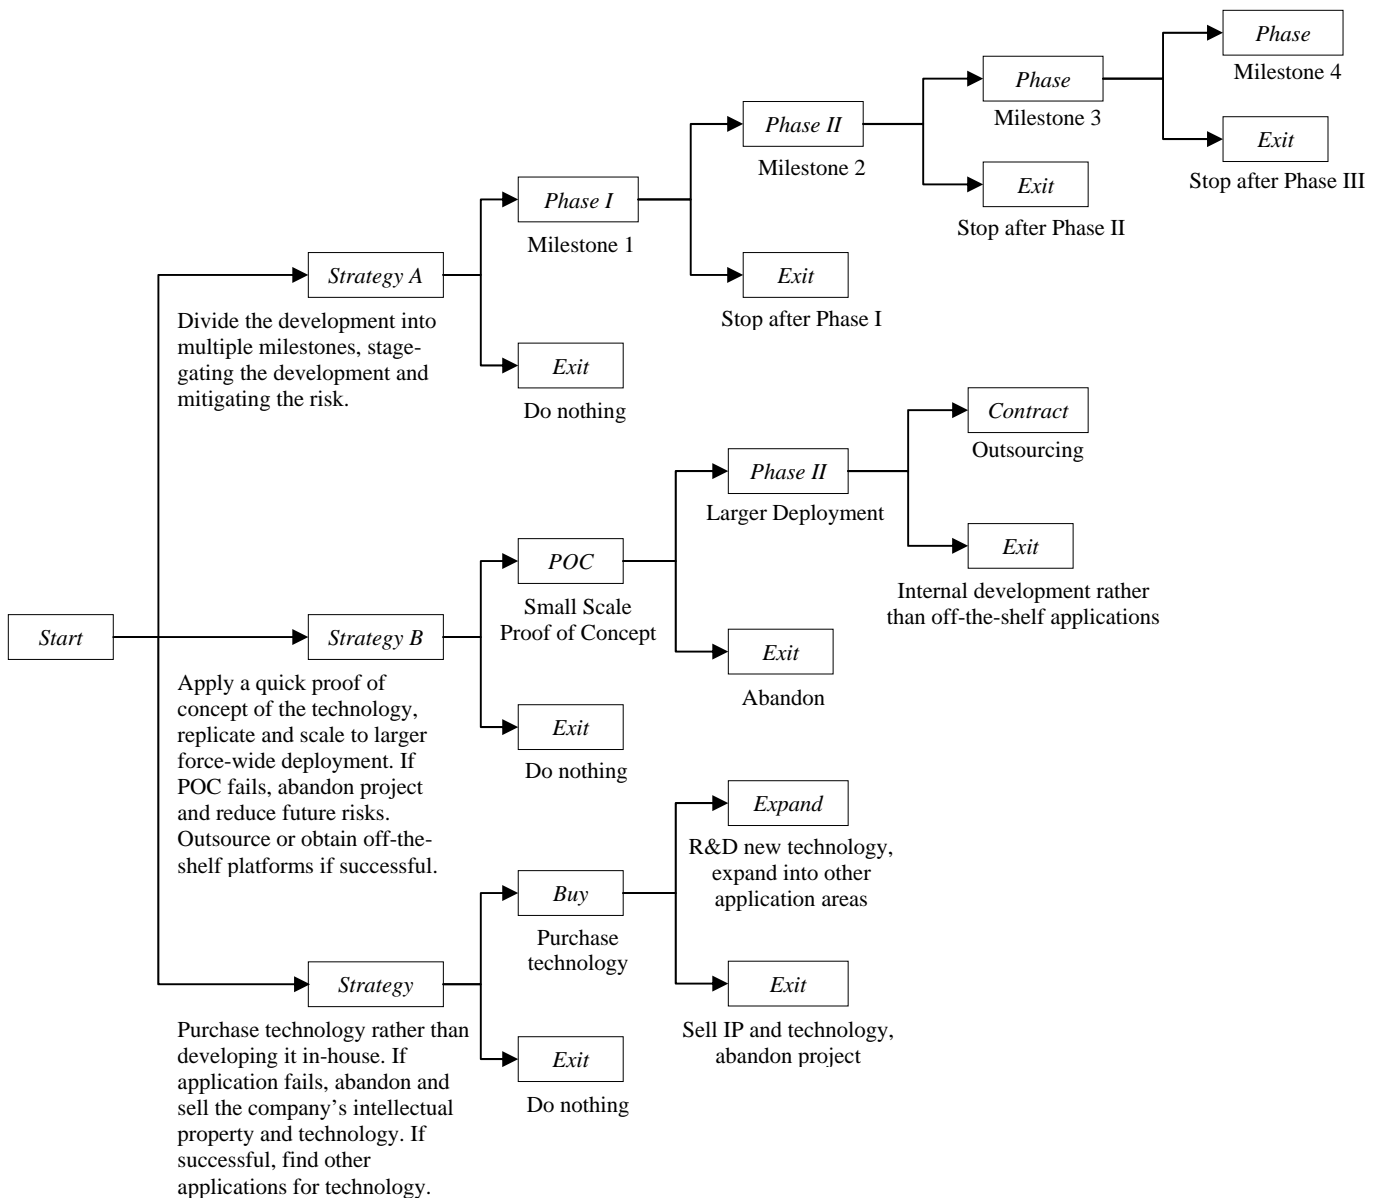 Phase
Milestone 4
Exit
Stop after Phase III
Phase
Milestone 3
Exit
Stop after Phase II
Phase II
Milestone 2
Exit
Stop after Phase I
Phase I
Milestone 1
Exit
Do nothing
Strategy A
Divide the development into
multiple milestones, stage-
gating the development and
mitigating the risk.
Contract
Outsourcing
Exit
Internal development rather
than off-the-shelf applications
Phase II
Larger Deployment
Exit
Abandon
POC
Small Scale
Proof of Concept
Exit
Do nothing
Start
Strategy B
Apply a quick proof of
concept of the technology,
replicate and scale to larger
force-wide deployment. If
POC fails, abandon project
and reduce future risks.
Outsource or obtain off-the-
shelf platforms if successful.
Expand
R&D new technology,
expand into other
application areas
Exit
Sell IP and technology,
abandon project
Buy
Purchase
technology
Exit
Do nothing
Strategy
Purchase technology rather than
developing it in-house. If
application fails, abandon and
sell the company's intellectual
property and technology. If
successful, find other
applications for technology.